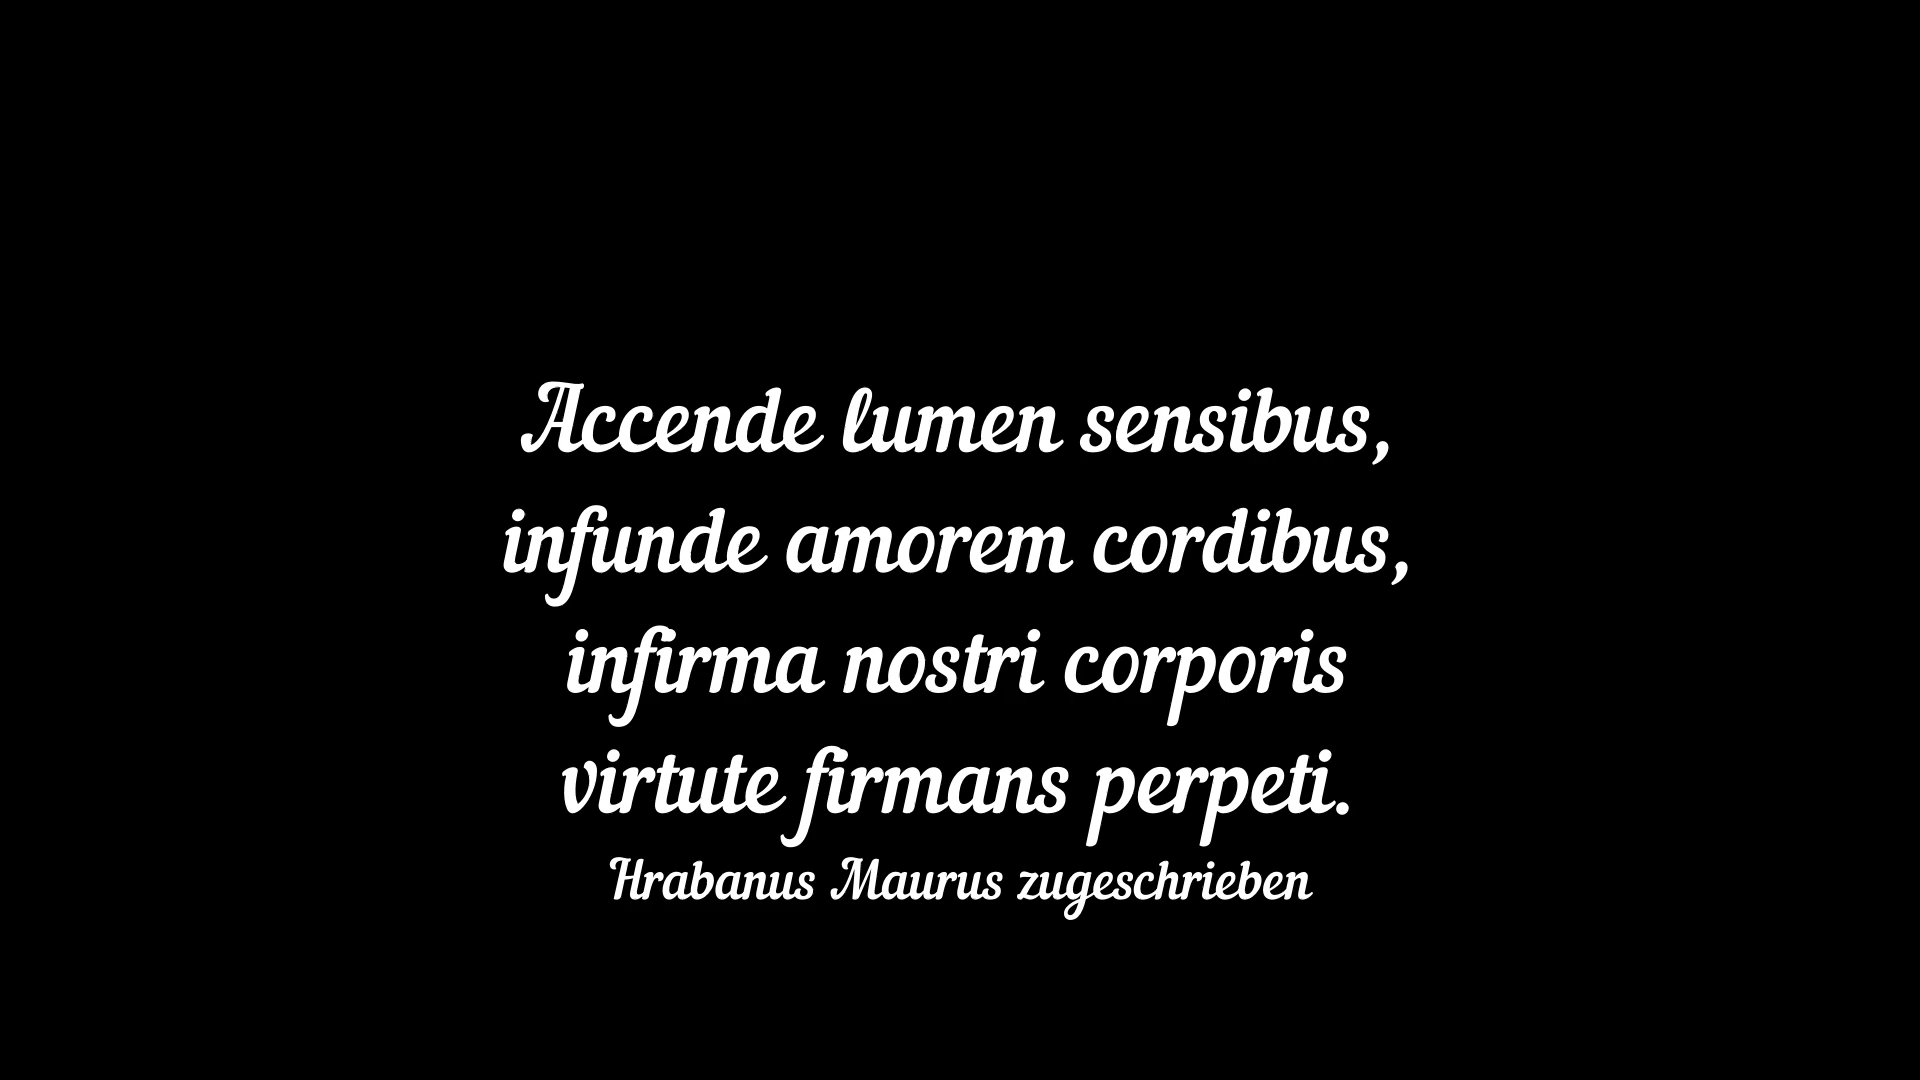 Accende lumen sensibus,
infunde amorem cordibus,
infirma nostri corporis
virtute firmans perpeti.
Hrabanus Maurus zugeschrieben